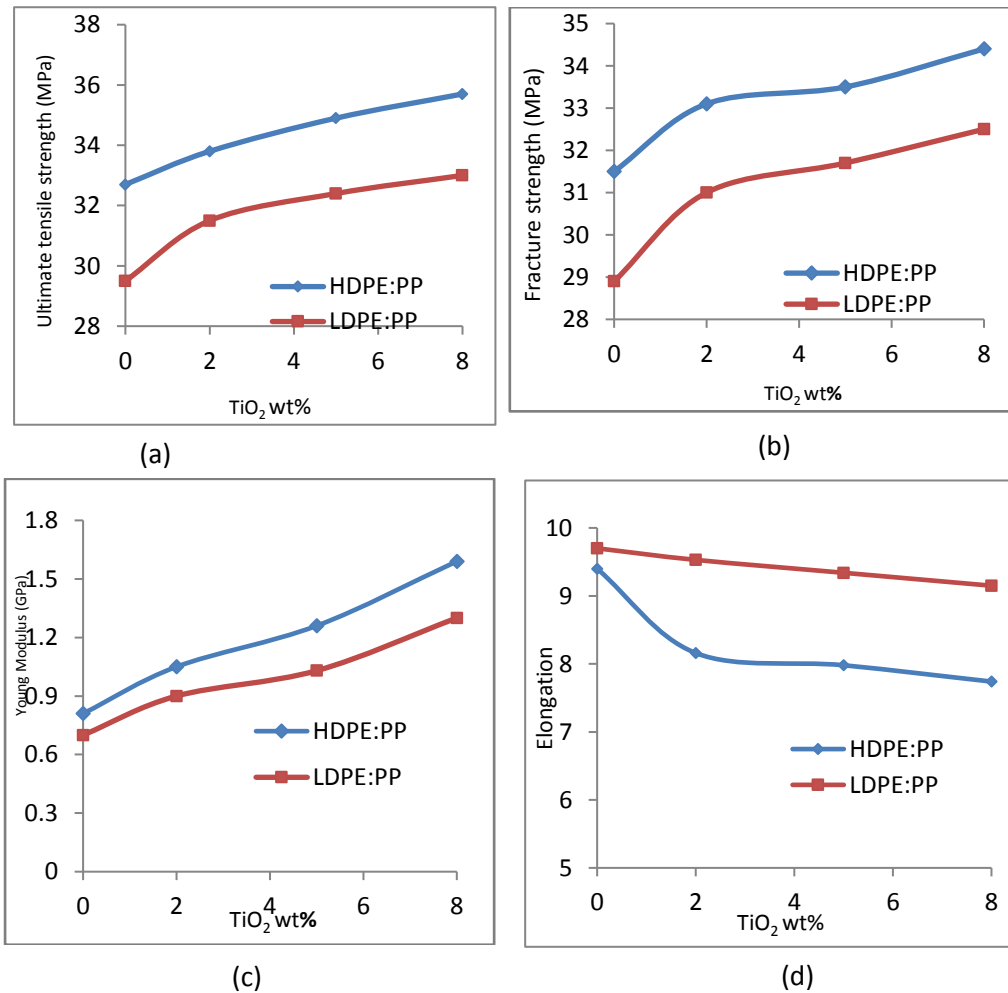 38
36
34
32
30
28
Ultimate tensile strength (MPa)
HDPE:PP
LDPE:PP
0 2 4 6 8
TiO2 wt%
(a)
35
34
33
32
31
30
29
28
Fracture strength (MPa)
HDPE:PP
LDPE:PP
0 2 4 6 8
TiO2 wt%
(b)
1.8
1.5
1.2
0.9
0.6
0.3
0
Young Modulus (GPa)
HDPE:PP
LDPE:PP
0 2 4 6 8
TiO2 wt%
(c)
10
9
8
7
6
5
Elongation
HDPE:PP
LDPE:PP
0 2 4 6 8
TiO2 wt%
(d)